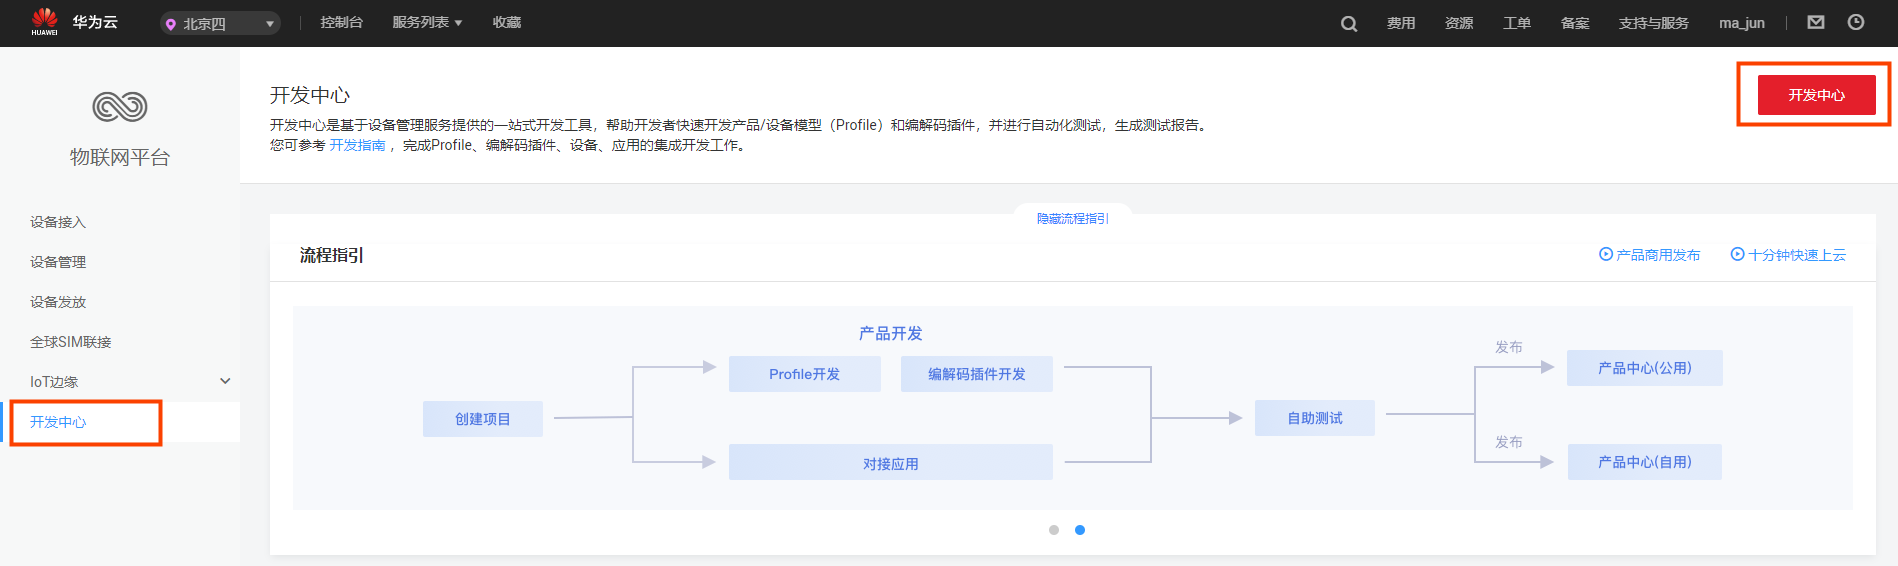 HUAWEI
华为云
北京四
控制台
服务列表
收藏
费用
资源
工单
备案
支持与服务
ma_jun
物联网平台
设备接入
设备管理
设备发放
全球SIM联接
IoT边缘
开发中心
开发中心
开发中心
开发中心是基于设备管理服务提供的一站式开发工具，帮助开发者快速开发产品/设备模型（Profile）和编解码插件，并进行自动化测试，生成测试报告。
您可参考 开发指南 ，完成Profile、编解码插件、设备、应用的集成开发工作。
隐藏流程指引
流程指引
产品商用发布
十分钟快速上云
产品开发
创建项目
Profile开发
编解码插件开发
对接应用
自助测试
发布
产品中心(公用)
发布
产品中心(自用)